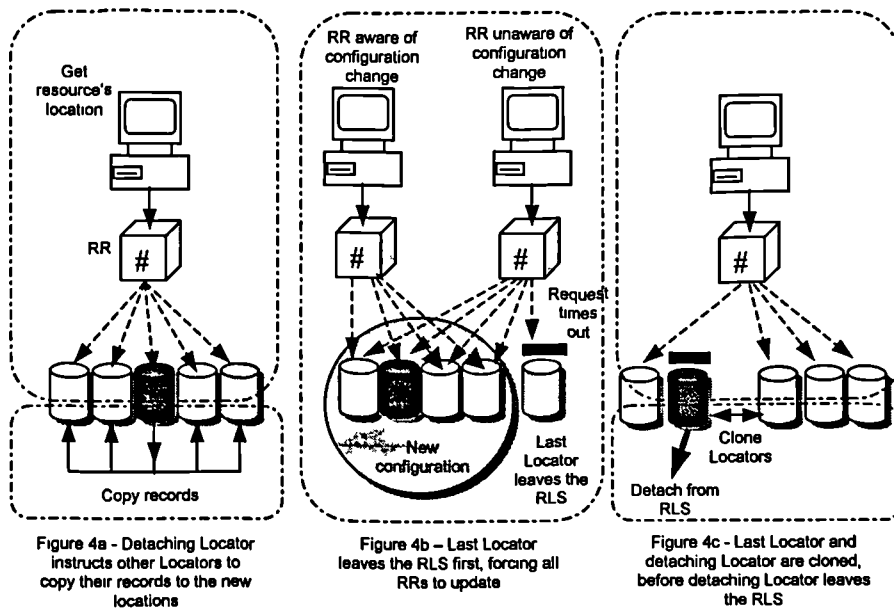 Get
resource's
location
RR
#
Copy records
Figure 4a - Detaching Locator
instructs other Locators to
copy their records to the new
locations
RR aware of
configuration
change
RR unaware of
configuration
change
#
#
Request
times
out
New
configuration
Last
Locator
leaves the
RLS
Figure 4b – Last Locator
leaves the RLS first, forcing all
RRs to update
#
Clone
Locators
Detach from
RLS
Figure 4c - Last Locator and
detaching Locator are cloned,
before detaching Locator leaves
the RLS